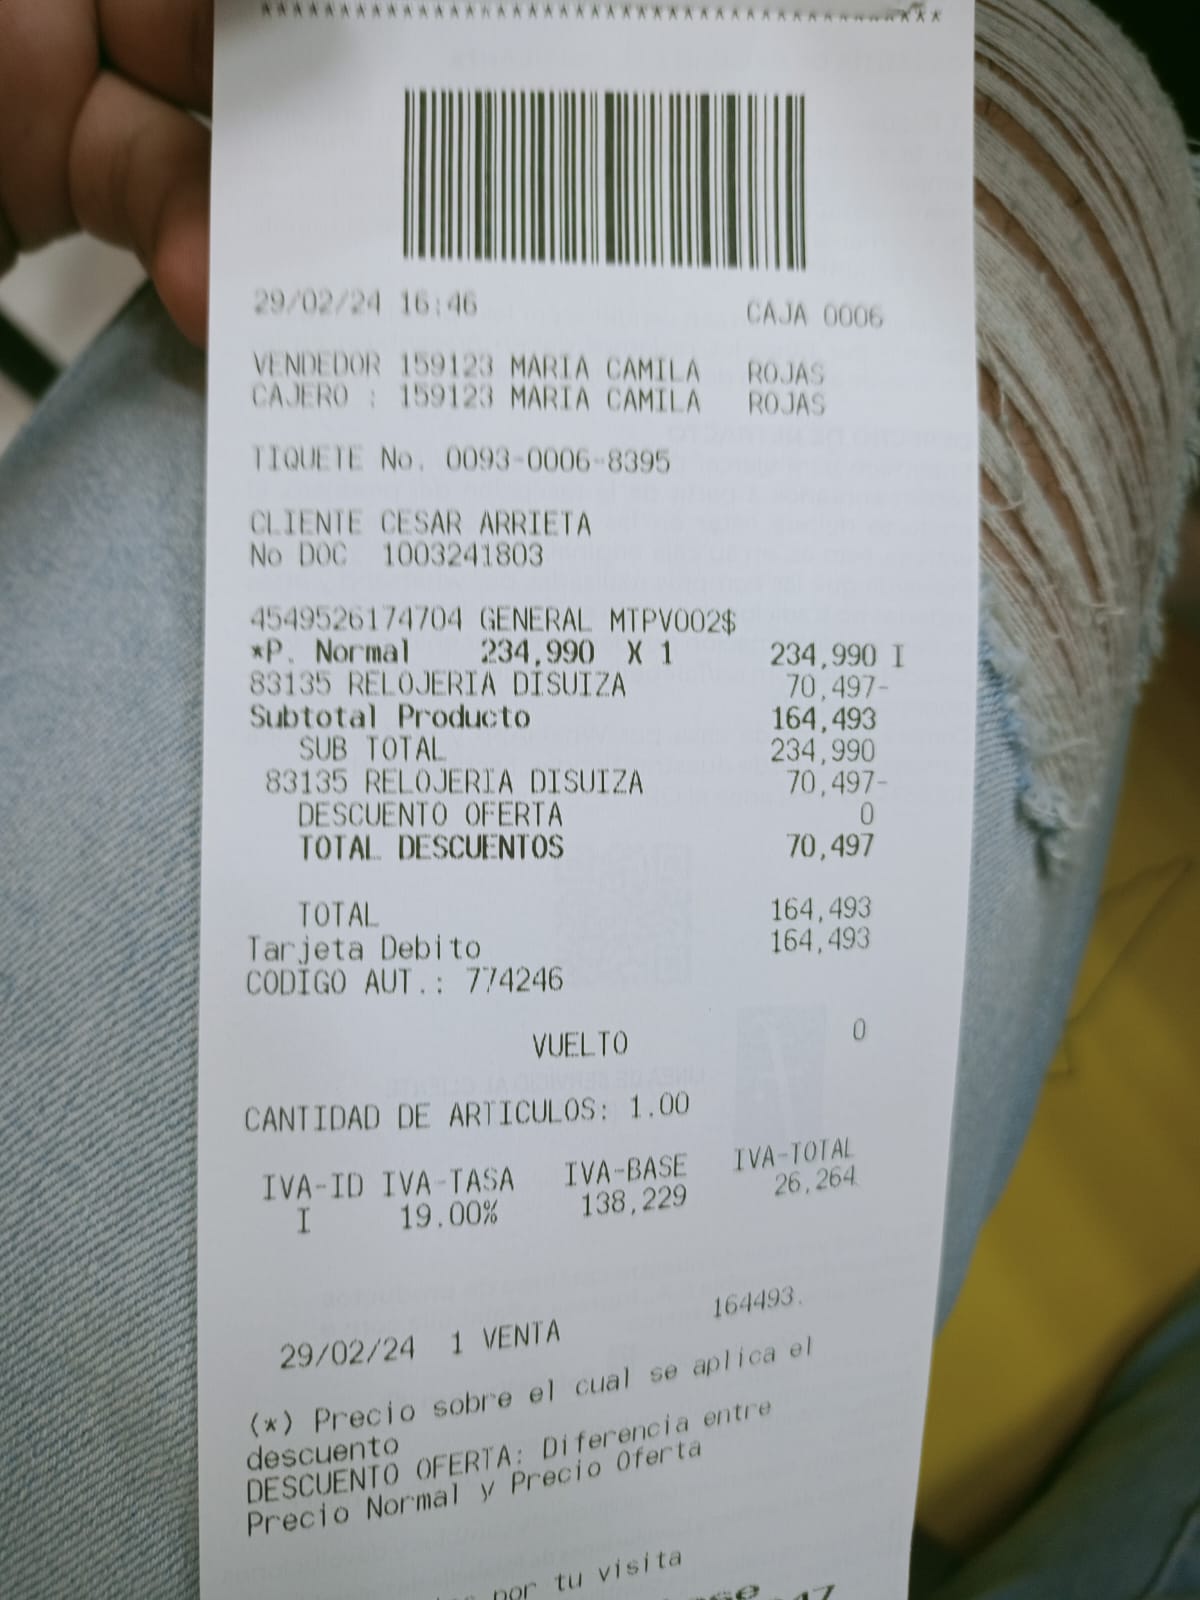 29/02/24 16:46 CAJA 0006
VENDEDOR 159123 MARIA CAMILA ROJAS
CAJERO : 159123 MARIA CAMILA ROJAS
TIQUETE No. 0093-0006-8395
CLIENTE CESAR ARRIETA
No DOC 1003241803
4549526174704 GENERAL MTPV002$
*P. Normal 234,990 X 1 234,990 I
83135 RELOJERIA DISUIZA 70,497-
Subtotal Producto 164,493
SUB TOTAL 234,990
83135 RELOJERIA DISUIZA 70,497-
DESCUENTO OFERTA 0
TOTAL DESCUENTOS 70,497
TOTAL 164,493
Tarjeta Debito 164,493
CODIGO AUT.: 774246
VUELTO 0
CANTIDAD DE ARTICULOS: 1.00
IVA-ID IVA-TASA IVA-BASE IVA-TOTAL
I 19.00% 138,229 26,264
29/02/24 1 VENTA 164493.
(*) Precio sobre el cual se aplica el
descuento
DESCUENTO OFERTA: Diferencia entre
Precio Normal y Precio Oferta
por tu visita